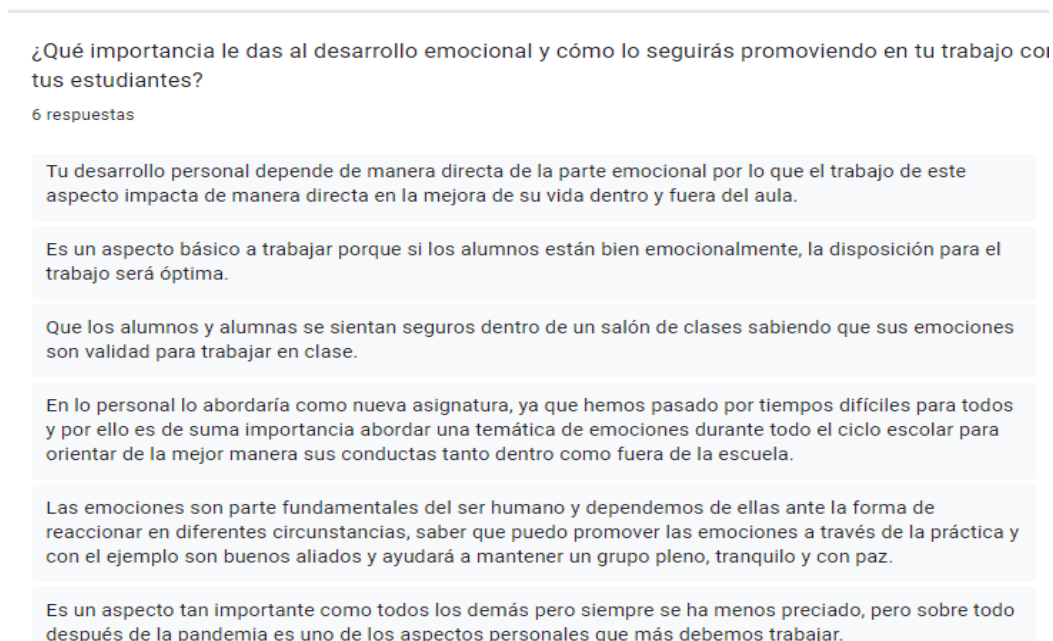 ¿Qué importancia le das al desarrollo emocional y cómo lo seguirás promoviendo en tu trabajo con
tus estudiantes?
6 respuestas
Tu desarrollo personal depende de manera directa de la parte emocional por lo que el trabajo de este
aspecto impacta de manera directa en la mejora de su vida dentro y fuera del aula.
Es un aspecto básico a trabajar porque si los alumnos están bien emocionalmente, la disposición para el
trabajo será óptima.
Que los alumnos y alumnas se sientan seguros dentro de un salón de clases sabiendo que sus emociones
son validad para trabajar en clase.
En lo personal lo abordaría como nueva asignatura, ya que hemos pasado por tiempos difíciles para todos
y por ello es de suma importancia abordar una temática de emociones durante todo el ciclo escolar para
orientar de la mejor manera sus conductas tanto dentro como fuera de la escuela.
Las emociones son parte fundamentales del ser humano y dependemos de ellas ante la forma de
reaccionar en diferentes circunstancias, saber que puedo promover las emociones a través de la práctica y
con el ejemplo son buenos aliados y ayudará a mantener un grupo pleno, tranquilo y con paz.
Es un aspecto tan importante como todos los demás pero siempre se ha menos preciado, pero sobre todo
después de la pandemia es uno de los aspectos personales que más debemos trabajar.